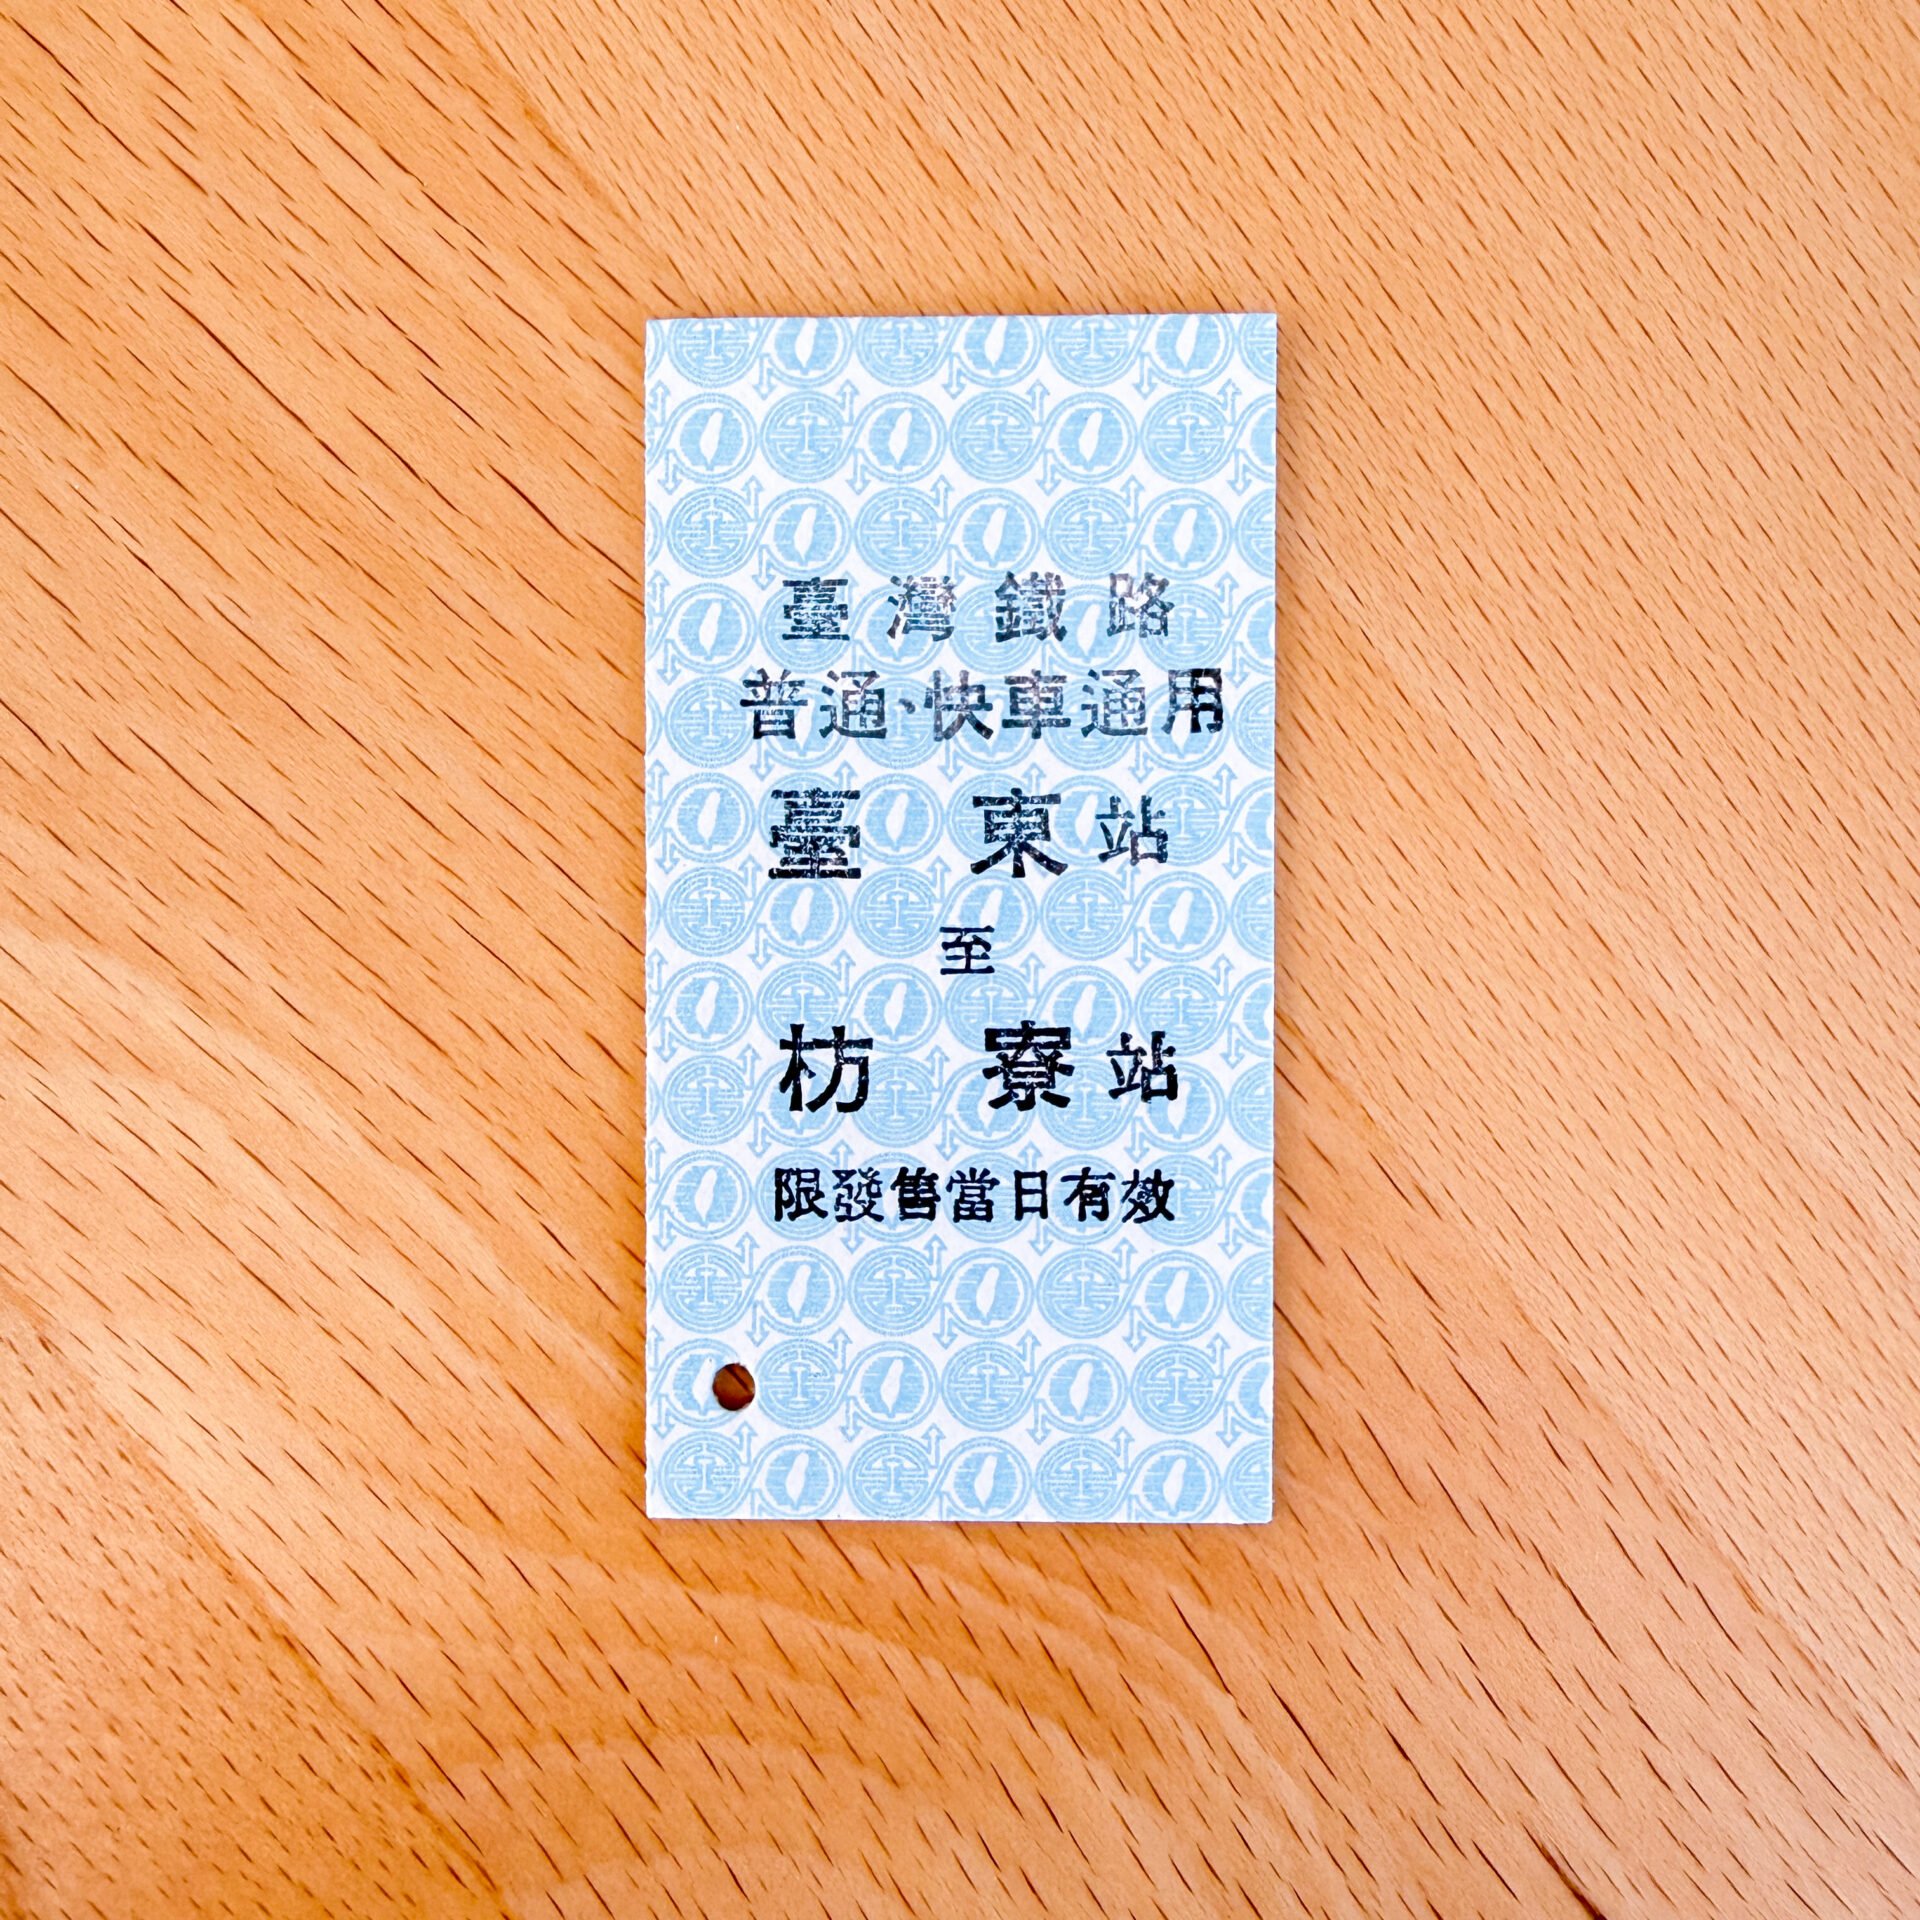 臺灣鐵路
普通、快車通用
臺東站
至
枋寮站
限發售當日有效